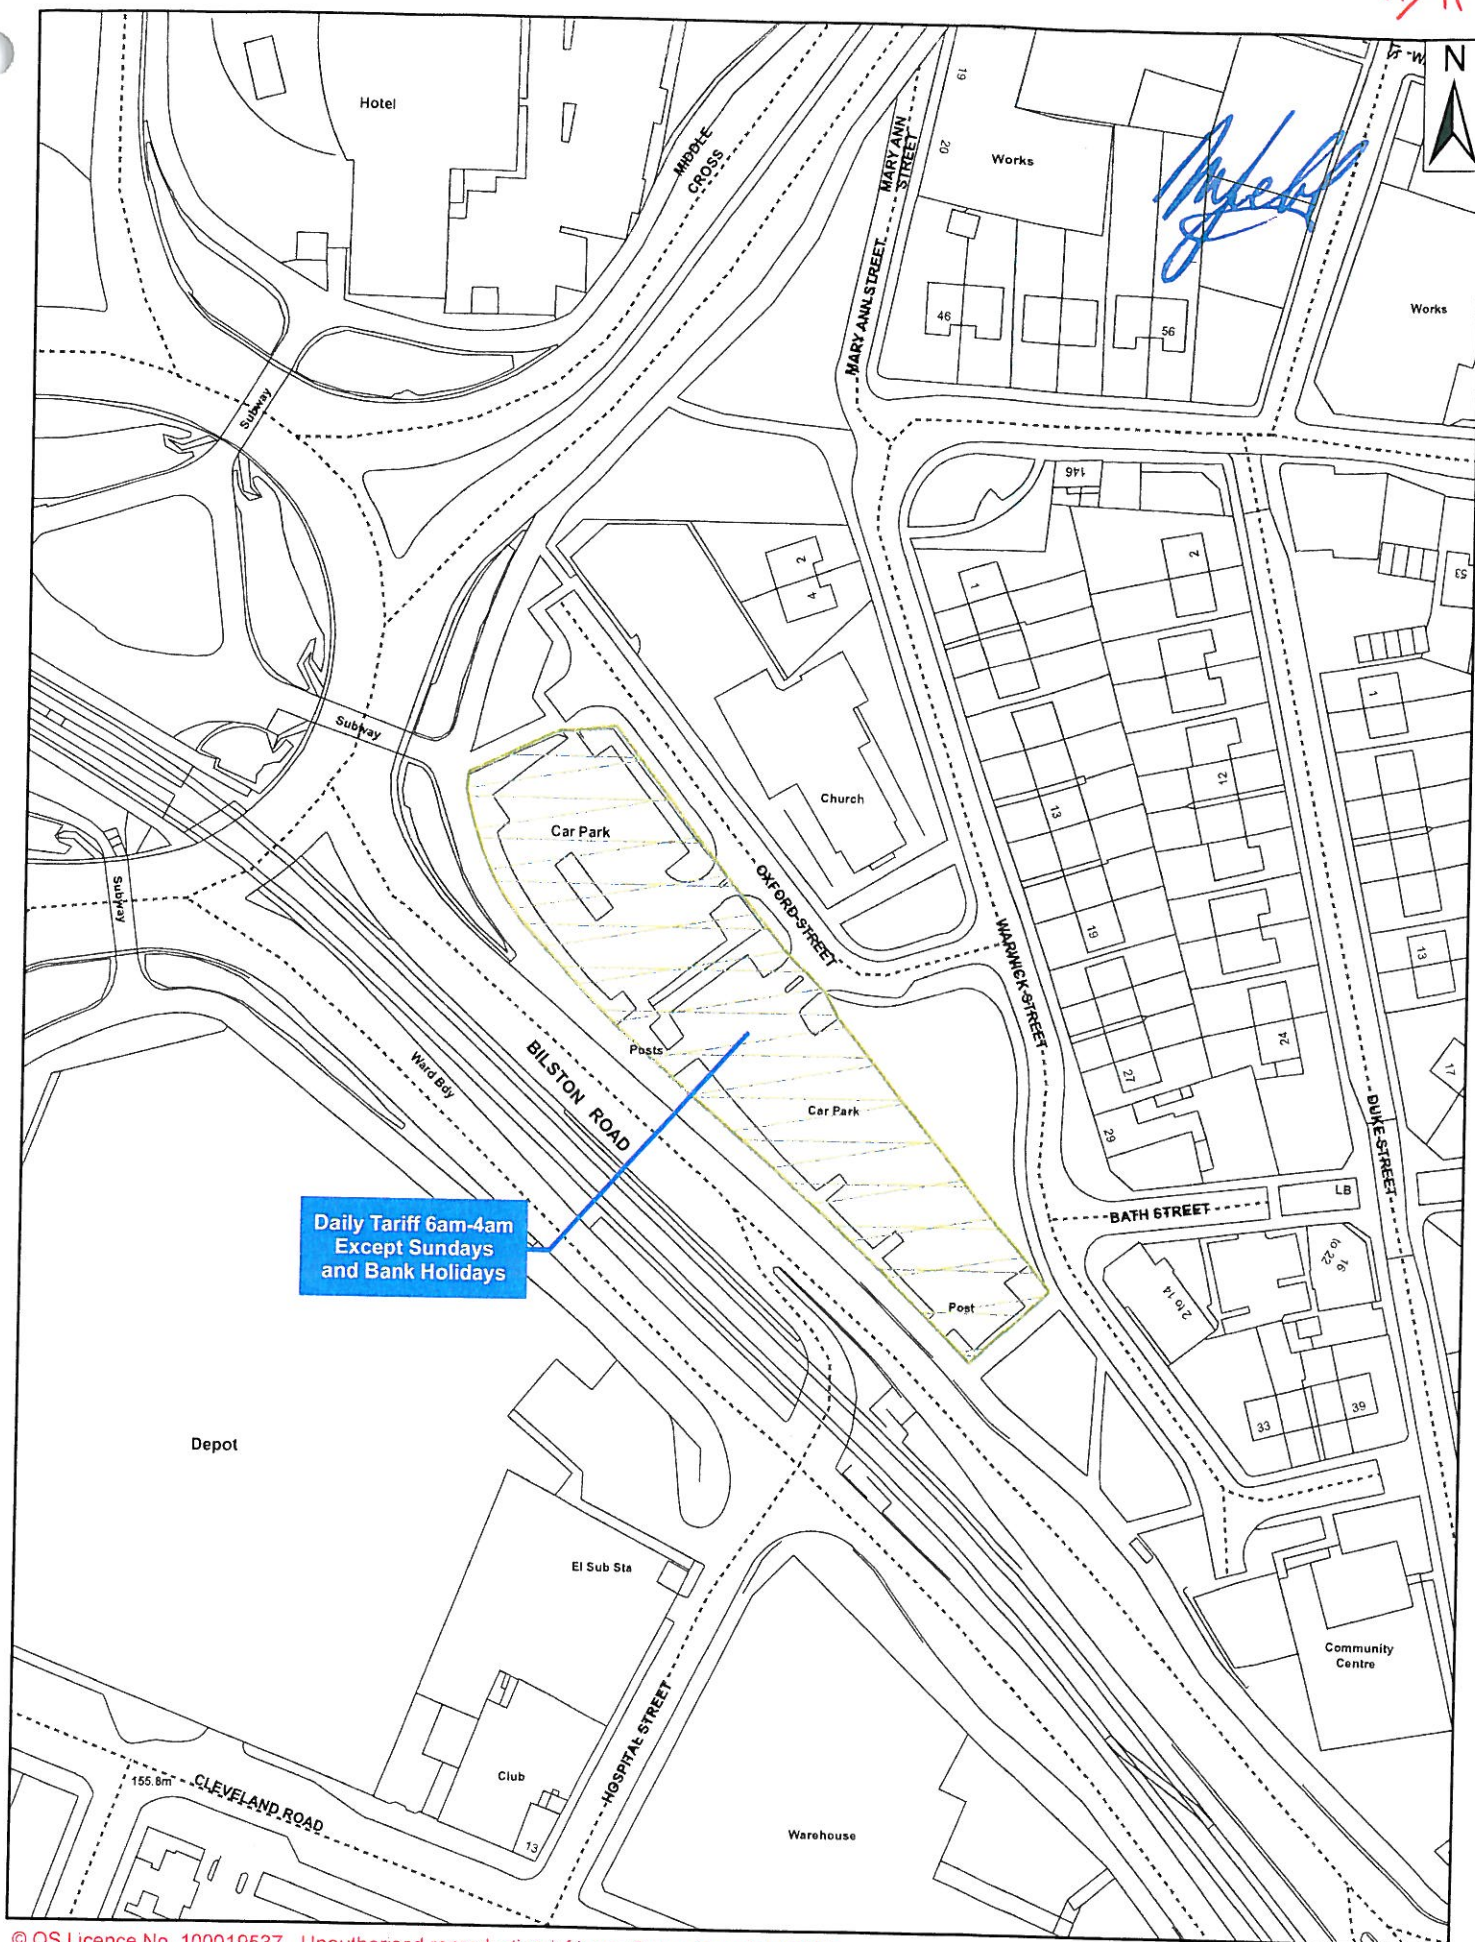 N
Hotel
MIDDLE
CROSS
MARY ANN
STREET
19
20
Works
MARY ANN STREET
46
56
Works
Subway
146
2
4
1
2
53
1
Subway
Car Park
Church
13
12
OXFORD STREET
19
WARWICK STREET
13
Subway
24
Posts
BILSTON ROAD
Ward Bdy
27
17
Car Park
29
DUKE STREET
LB
BATH STREET
Daily Tariff 6am-4am
Except Sundays
and Bank Holidays
16
to 22
2 to 14
Post
33
39
Depot
El Sub Sta
Community
Centre
HOSPITAL STREET
Club
155.8m
CLEVELAND ROAD
13
Warehouse